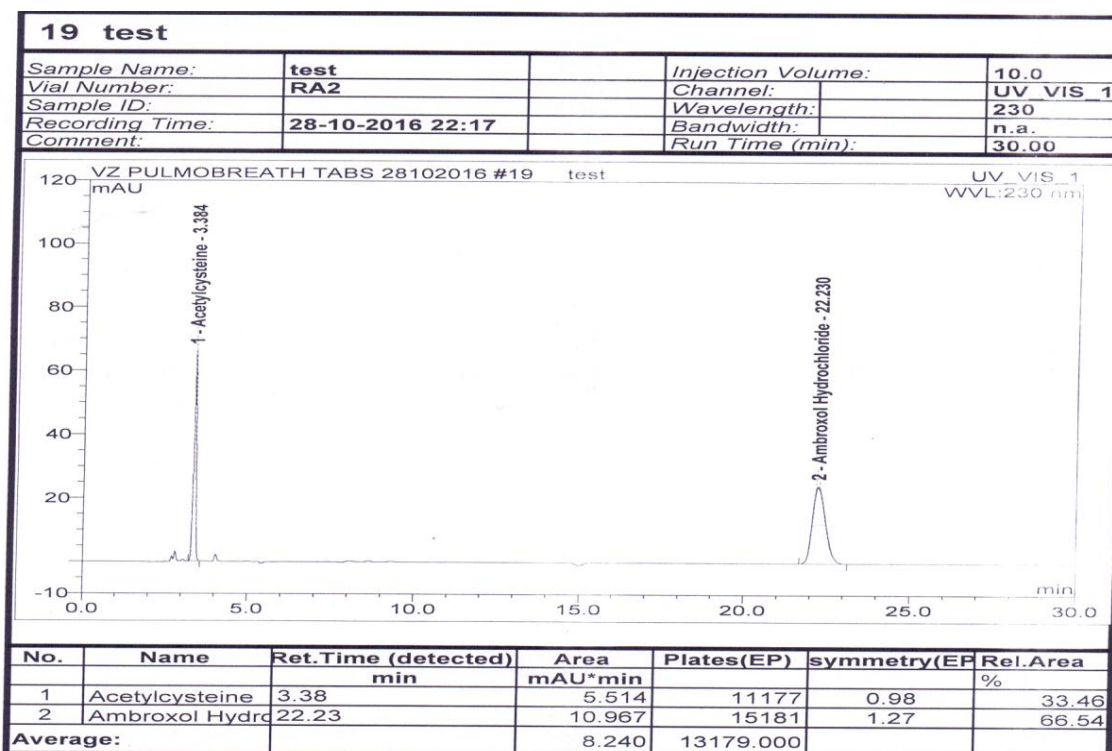 19 test
Sample Name: test Injection Volume: 10.0
Vial Number: RA2 Channel: UV_VIS_1
Sample ID: Wavelength: 230
Recording Time: 28-10-2016 22:17 Bandwidth: n.a.
Comment: Run Time (min): 30.00
VZ PULMOBREATH TABS 28102016 #19 test UV_VIS_1
mAU WVL:230 nm
120
100
80
60
40
20
-10
1 - Acetylcysteine - 3.384
2 - Ambroxol Hydrochloride - 22.230
min
0.0 5.0 10.0 15.0 20.0 25.0 30.0
No. Name Ret.Time (detected) Area Plates(EP) symmetry(EP Rel.Area
min mAU*min %
1 Acetylcysteine 3.38 5.514 11177 0.98 33.46
2 Ambroxol Hydro 22.23 10.967 15181 1.27 66.54
Average: 8.240 13179.000